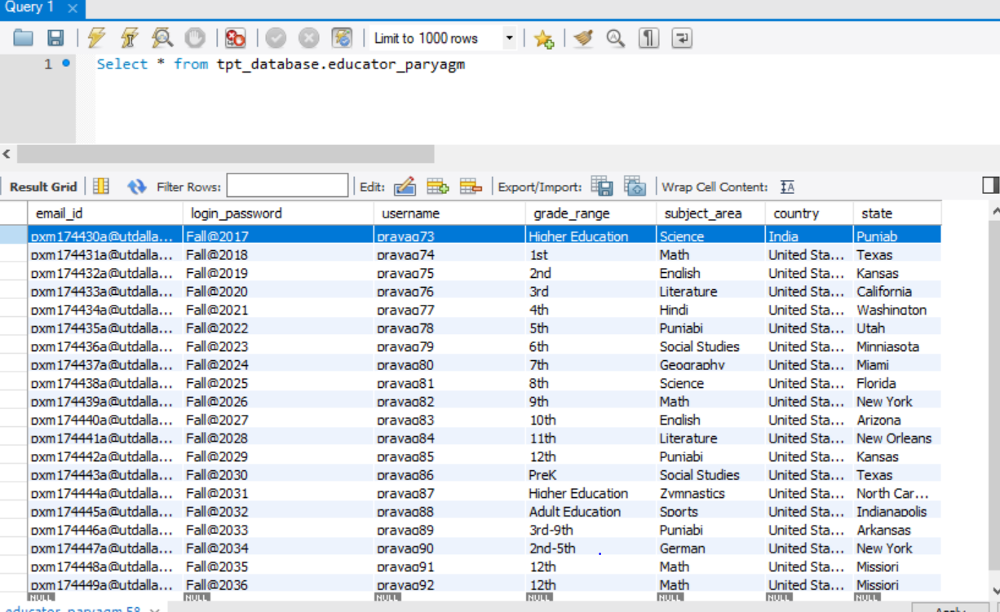 Query 1
Limit to 1000 rows
1 Select * from tpt_database.educator_paryagm
Result Grid Filter Rows: Edit: Export/Import: Wrap Cell Content:
email_id login_password username grade_range subject_area country state
pxm174430a@utdalla... Fall@2017 prayag73 Higher Education Science India Punjab
pxm174431a@utdalla... Fall@2018 prayag74 1st Math United Sta... Texas
pxm174432a@utdalla... Fall@2019 prayag75 2nd English United Sta... Kansas
pxm174433a@utdalla... Fall@2020 prayag76 3rd Literature United Sta... California
pxm174434a@utdalla... Fall@2021 prayag77 4th Hindi United Sta... Washington
pxm174435a@utdalla... Fall@2022 prayag78 5th Punjabi United Sta... Utah
pxm174436a@utdalla... Fall@2023 prayag79 6th Social Studies United Sta... Minniasota
pxm174437a@utdalla... Fall@2024 prayag80 7th Geography United Sta... Miami
pxm174438a@utdalla... Fall@2025 prayag81 8th Science United Sta... Florida
pxm174439a@utdalla... Fall@2026 prayag82 9th Math United Sta... New York
pxm174440a@utdalla... Fall@2027 prayag83 10th English United Sta... Arizona
pxm174441a@utdalla... Fall@2028 prayag84 11th Literature United Sta... New Orleans
pxm174442a@utdalla... Fall@2029 prayag85 12th Punjabi United Sta... Kansas
pxm174443a@utdalla... Fall@2030 prayag86 PreK Social Studies United Sta... Texas
pxm174444a@utdalla... Fall@2031 prayag87 Higher Education Zymnastics United Sta... North Car...
pxm174445a@utdalla... Fall@2032 prayag88 Adult Education Sports United Sta... Indianapolis
pxm174446a@utdalla... Fall@2033 prayag89 3rd-9th Punjabi United Sta... Arkansas
pxm174447a@utdalla... Fall@2034 prayag90 2nd-5th German United Sta... New York
pxm174448a@utdalla... Fall@2035 prayag91 12th Math United Sta... Missiori
pxm174449a@utdalla... Fall@2036 prayag92 12th Math United Sta... Missiori
NULL NULL NULL NULL NULL NULL NULL
educator_paryagm 58 Apply